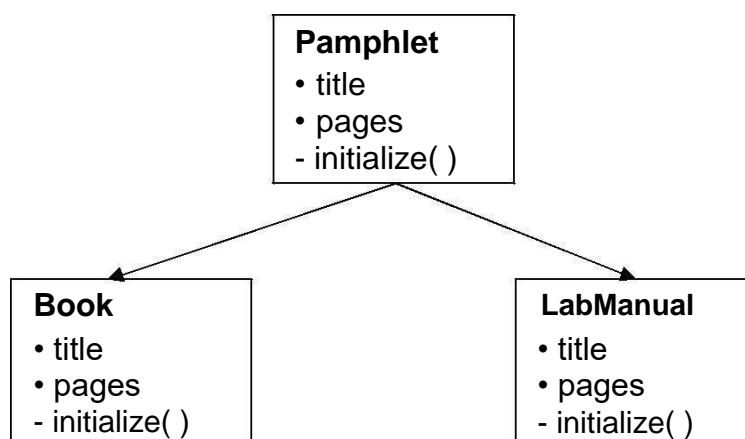 Pamphlet
• title
• pages
- initialize( )
Book
• title
• pages
- initialize( )
LabManual
• title
• pages
- initialize( )